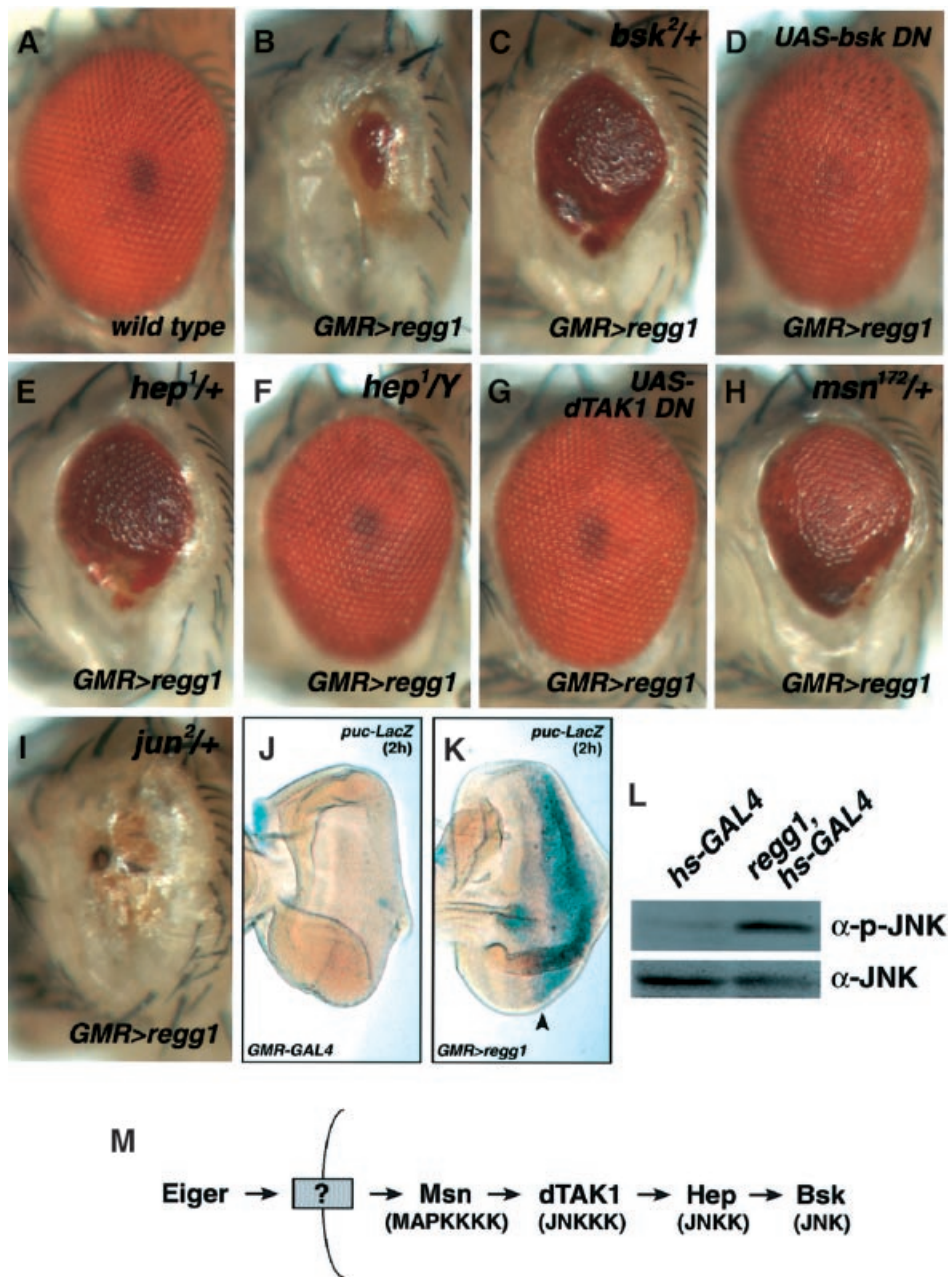 A
wild type
B
GMR>regg1
C
bsk²/+
GMR>regg1
D
UAS-bsk DN
GMR>regg1
E
hep¹/+
GMR>regg1
F
hep¹/Y
GMR>regg1
G
UAS-
dTAK1 DN
GMR>regg1
H
msn¹⁷²/+
GMR>regg1
I
jun²/+
GMR>regg1
J
puc-LacZ
(2h)
GMR-GAL4
K
puc-LacZ
(2h)
GMR>regg1
L
hs-GAL4
regg1,
hs-GAL4
α-p-JNK
α-JNK
M
Eiger → ? → Msn → dTAK1 → Hep → Bsk
(MAPKKKK) (JNKKK) (JNKK) (JNK)